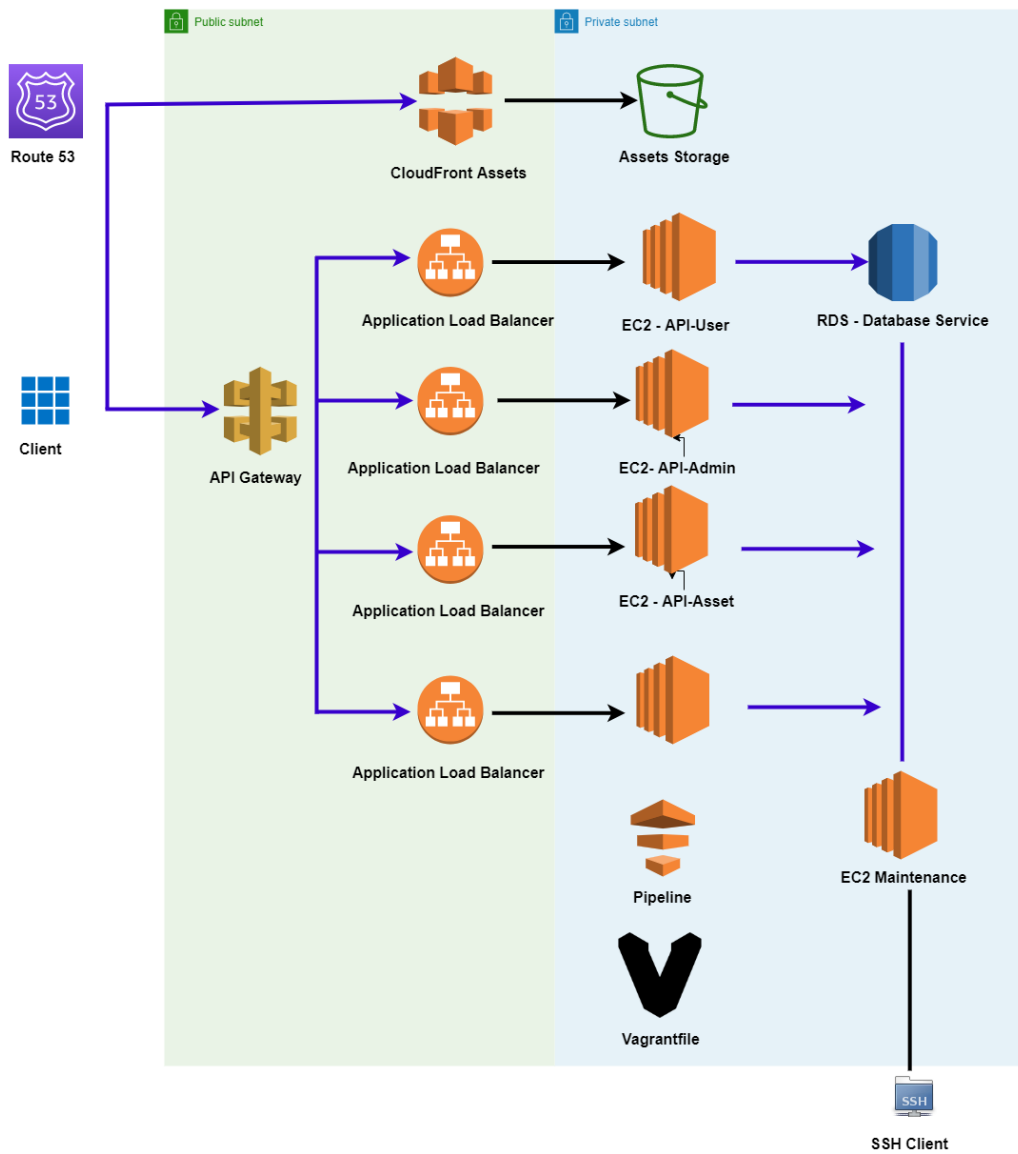 Public subnet
Private subnet
53
Route 53
CloudFront Assets
Assets Storage
Application Load Balancer
EC2 - API-User
RDS - Database Service
Client
API Gateway
Application Load Balancer
EC2- API-Admin
Application Load Balancer
EC2 - API-Asset
Application Load Balancer
Pipeline
EC2 Maintenance
Vagrantfile
SSH
SSH Client